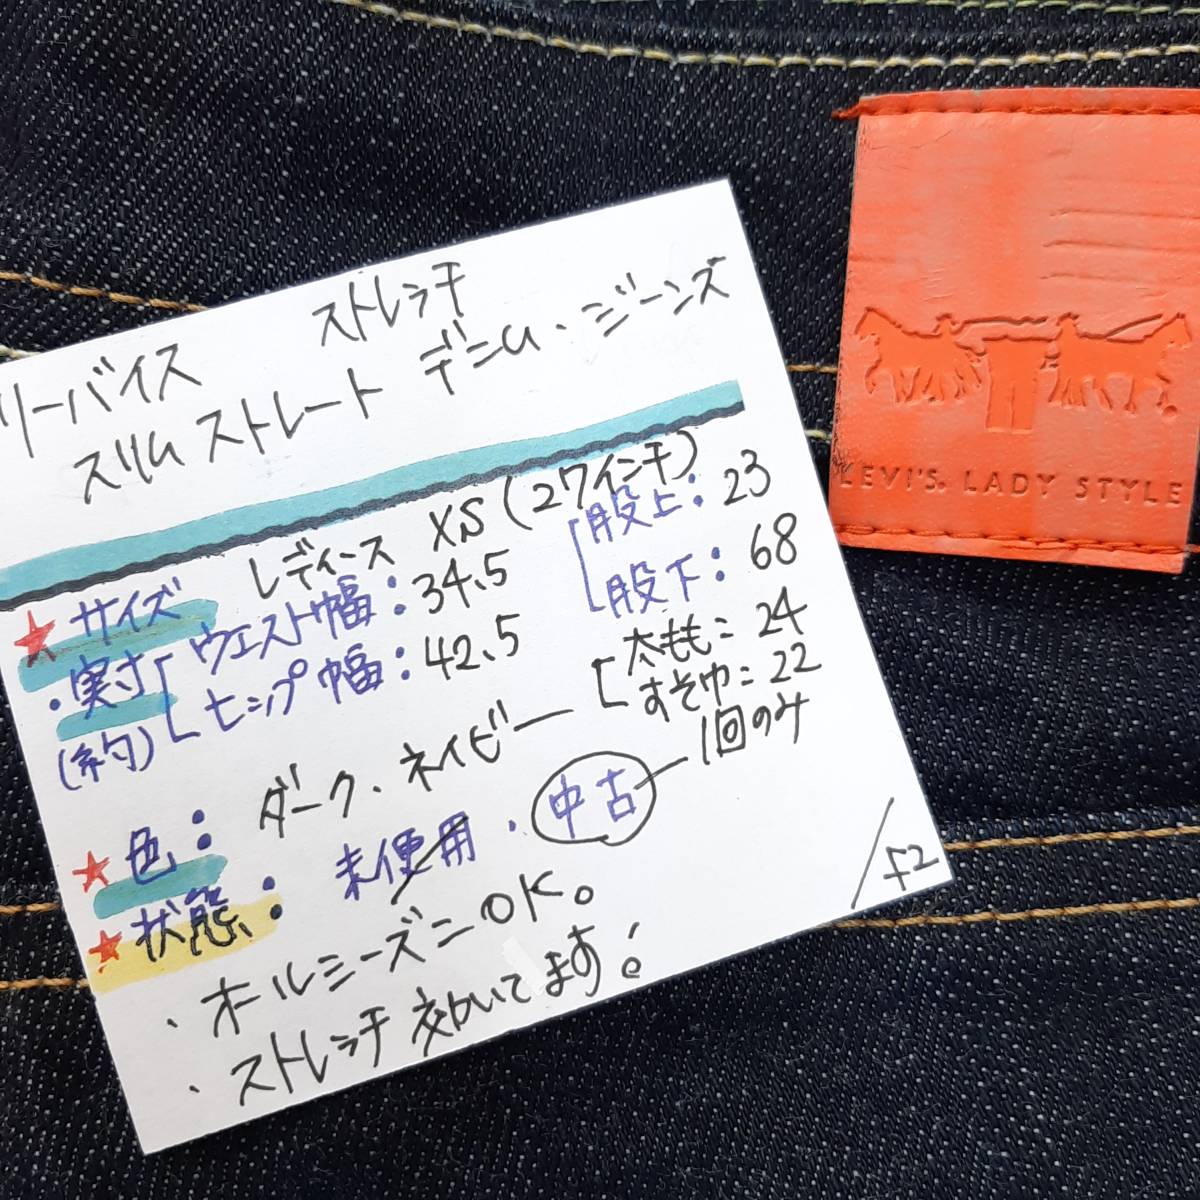 ストレッチ
リーバイス
スリム ストレート デニム・ジーンズ
★サイズ レディース XS (27インチ)
・実寸 ウエスト幅：34.5 股上：23
(約) ヒップ幅：42.5 股下：68
太もも：24
すそ巾：22
★色：ダーク、ネイビー
★状態：未使用・中古 1回のみ
・オールシーズンOK。
・ストレッチ効いてます！
/52
LEVI'S® LADY STYLE